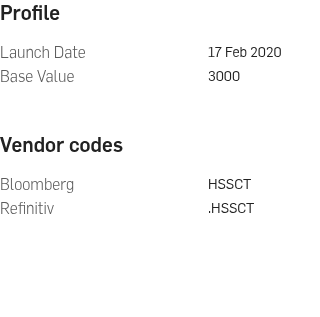 Profile
Launch Date 17 Feb 2020
Base Value 3000
Vendor codes
Bloomberg HSSCT
Refinitiv .HSSCT